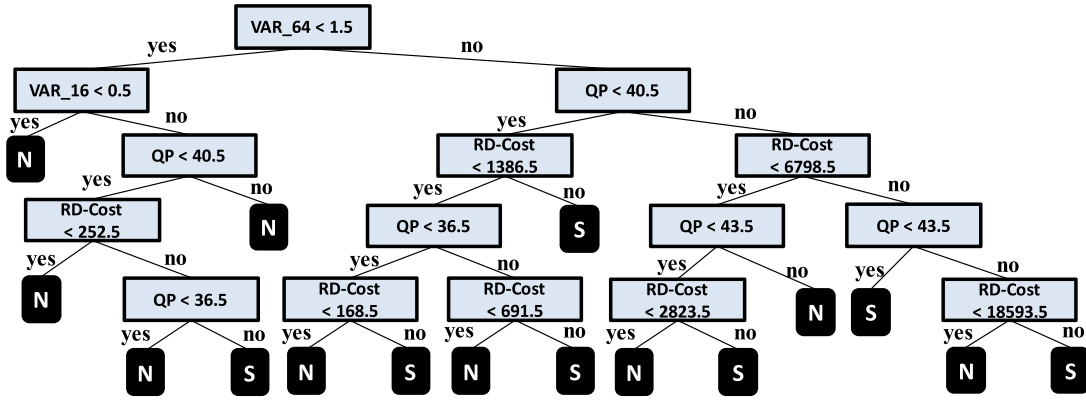 VAR_64 < 1.5
yes
no
VAR_16 < 0.5
QP < 40.5
yes
no
yes
no
N
QP < 40.5
RD-Cost
< 1386.5
RD-Cost
< 6798.5
yes
no
yes
no
yes
no
RD-Cost
< 252.5
N
QP < 36.5
S
QP < 43.5
QP < 43.5
yes
no
yes
no
yes
no
yes
no
N
QP < 36.5
RD-Cost
< 168.5
RD-Cost
< 691.5
RD-Cost
< 2823.5
N
S
RD-Cost
< 18593.5
yes
no
yes
no
yes
no
yes
no
yes
no
N
S
N
S
N
S
N
S
N
S